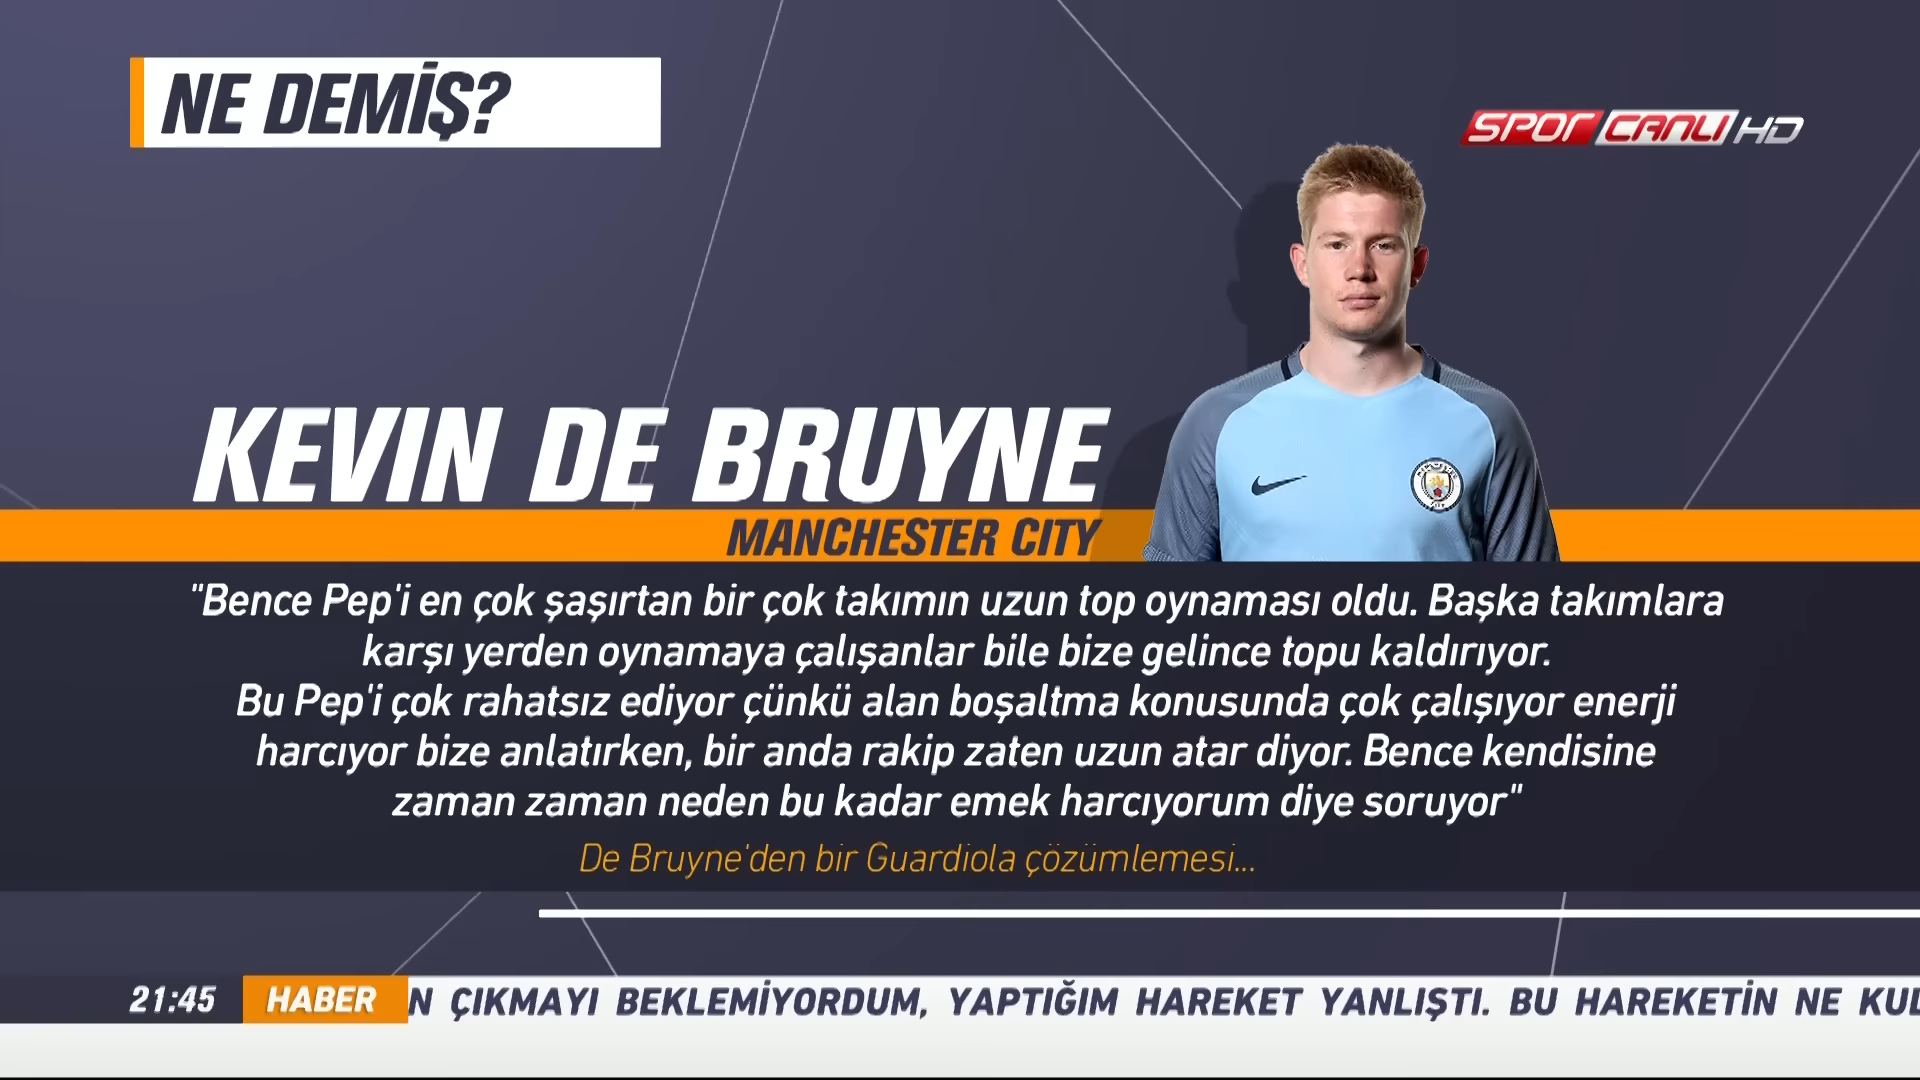 NE DEMİŞ?
SPOR CANLI HD
KEVIN DE BRUYNE
MANCHESTER CITY
"Bence Pep'i en çok şaşırtan bir çok takımın uzun top oynaması oldu. Başka takımlara
karşı yerden oynamaya çalışanlar bile bize gelince topu kaldırıyor.
Bu Pep'i çok rahatsız ediyor çünkü alan boşaltma konusunda çok çalışıyor enerji
harcıyor bize anlatırken, bir anda rakip zaten uzun atar diyor. Bence kendisine
zaman zaman neden bu kadar emek harcıyorum diye soruyor"
De Bruyne'den bir Guardiola çözümlemesi...
21:45 HABER N ÇIKMAYI BEKLEMİYORDUM, YAPTIĞIM HAREKET YANLIŞTI. BU HAREKETİN NE KUL